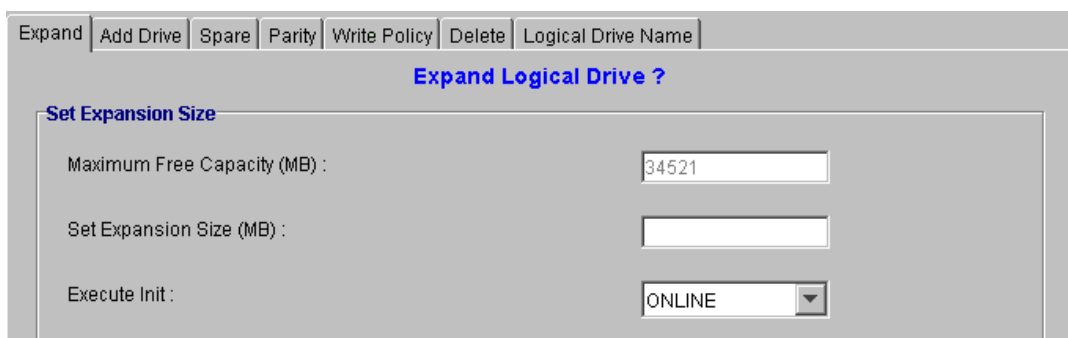 Expand Add Drive Spare Parity Write Policy Delete Logical Drive Name
Expand Logical Drive ?
Set Expansion Size
Maximum Free Capacity (MB) : 34521
Set Expansion Size (MB) :
Execute Init : ONLINE